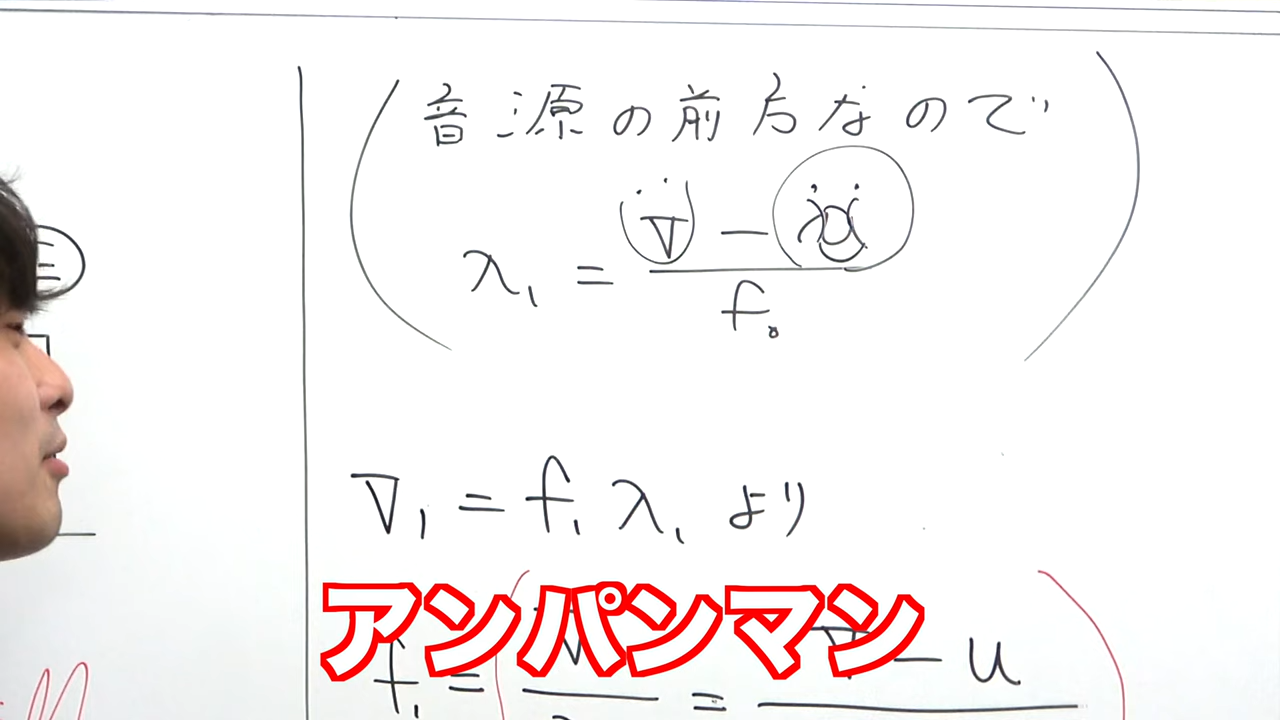 音源の前方なので
λ₁ = (V - v) / f₀
V₁ = f₁ λ₁ より
アンパンマン
f₁ = V = V - u